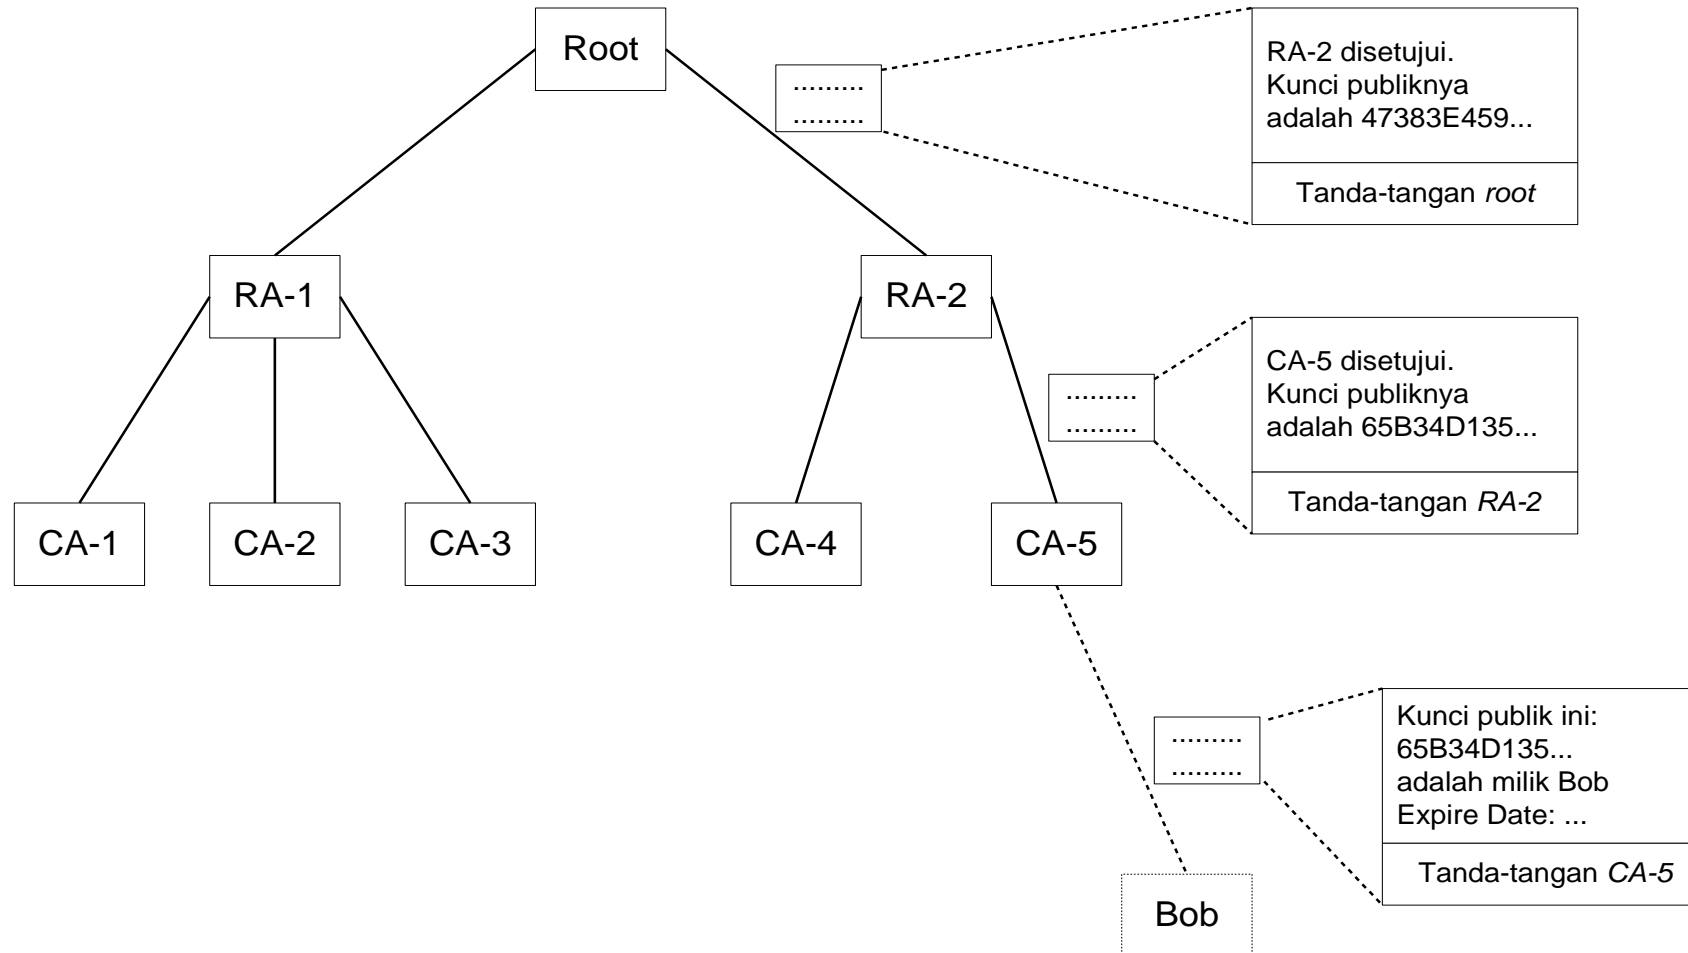 Root
.........
.........
RA-2 disetujui.
Kunci publiknya
adalah 47383E459...
Tanda-tangan root
RA-1
RA-2
.........
.........
CA-5 disetujui.
Kunci publiknya
adalah 65B34D135...
Tanda-tangan RA-2
CA-1
CA-2
CA-3
CA-4
CA-5
.........
.........
Kunci publik ini:
65B34D135...
adalah milik Bob
Expire Date: ...
Tanda-tangan CA-5
Bob